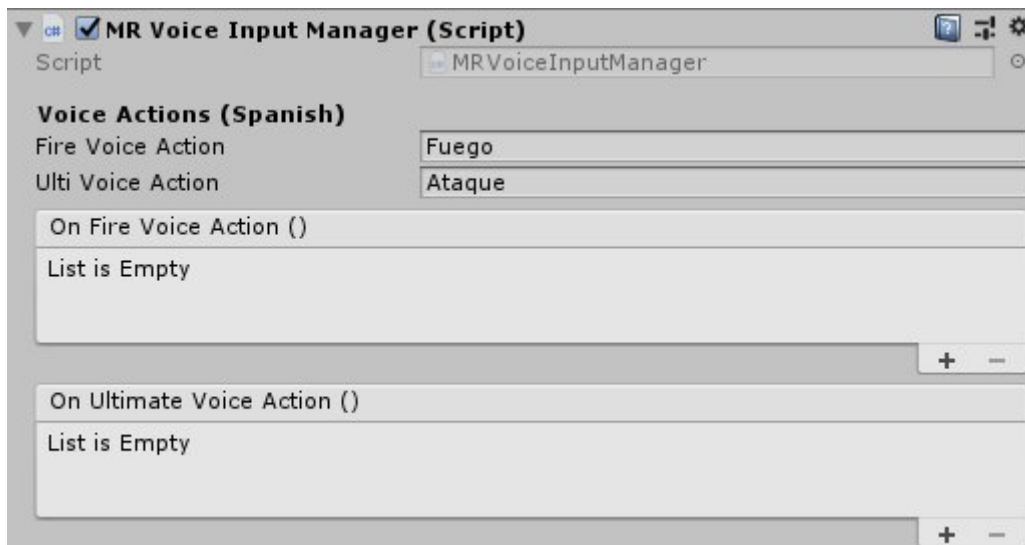 MR Voice Input Manager (Script)
Script MRVoiceInputManager
Voice Actions (Spanish)
Fire Voice Action Fuego
Ulti Voice Action Ataque
On Fire Voice Action ()
List is Empty
+ −
On Ultimate Voice Action ()
List is Empty
+ −